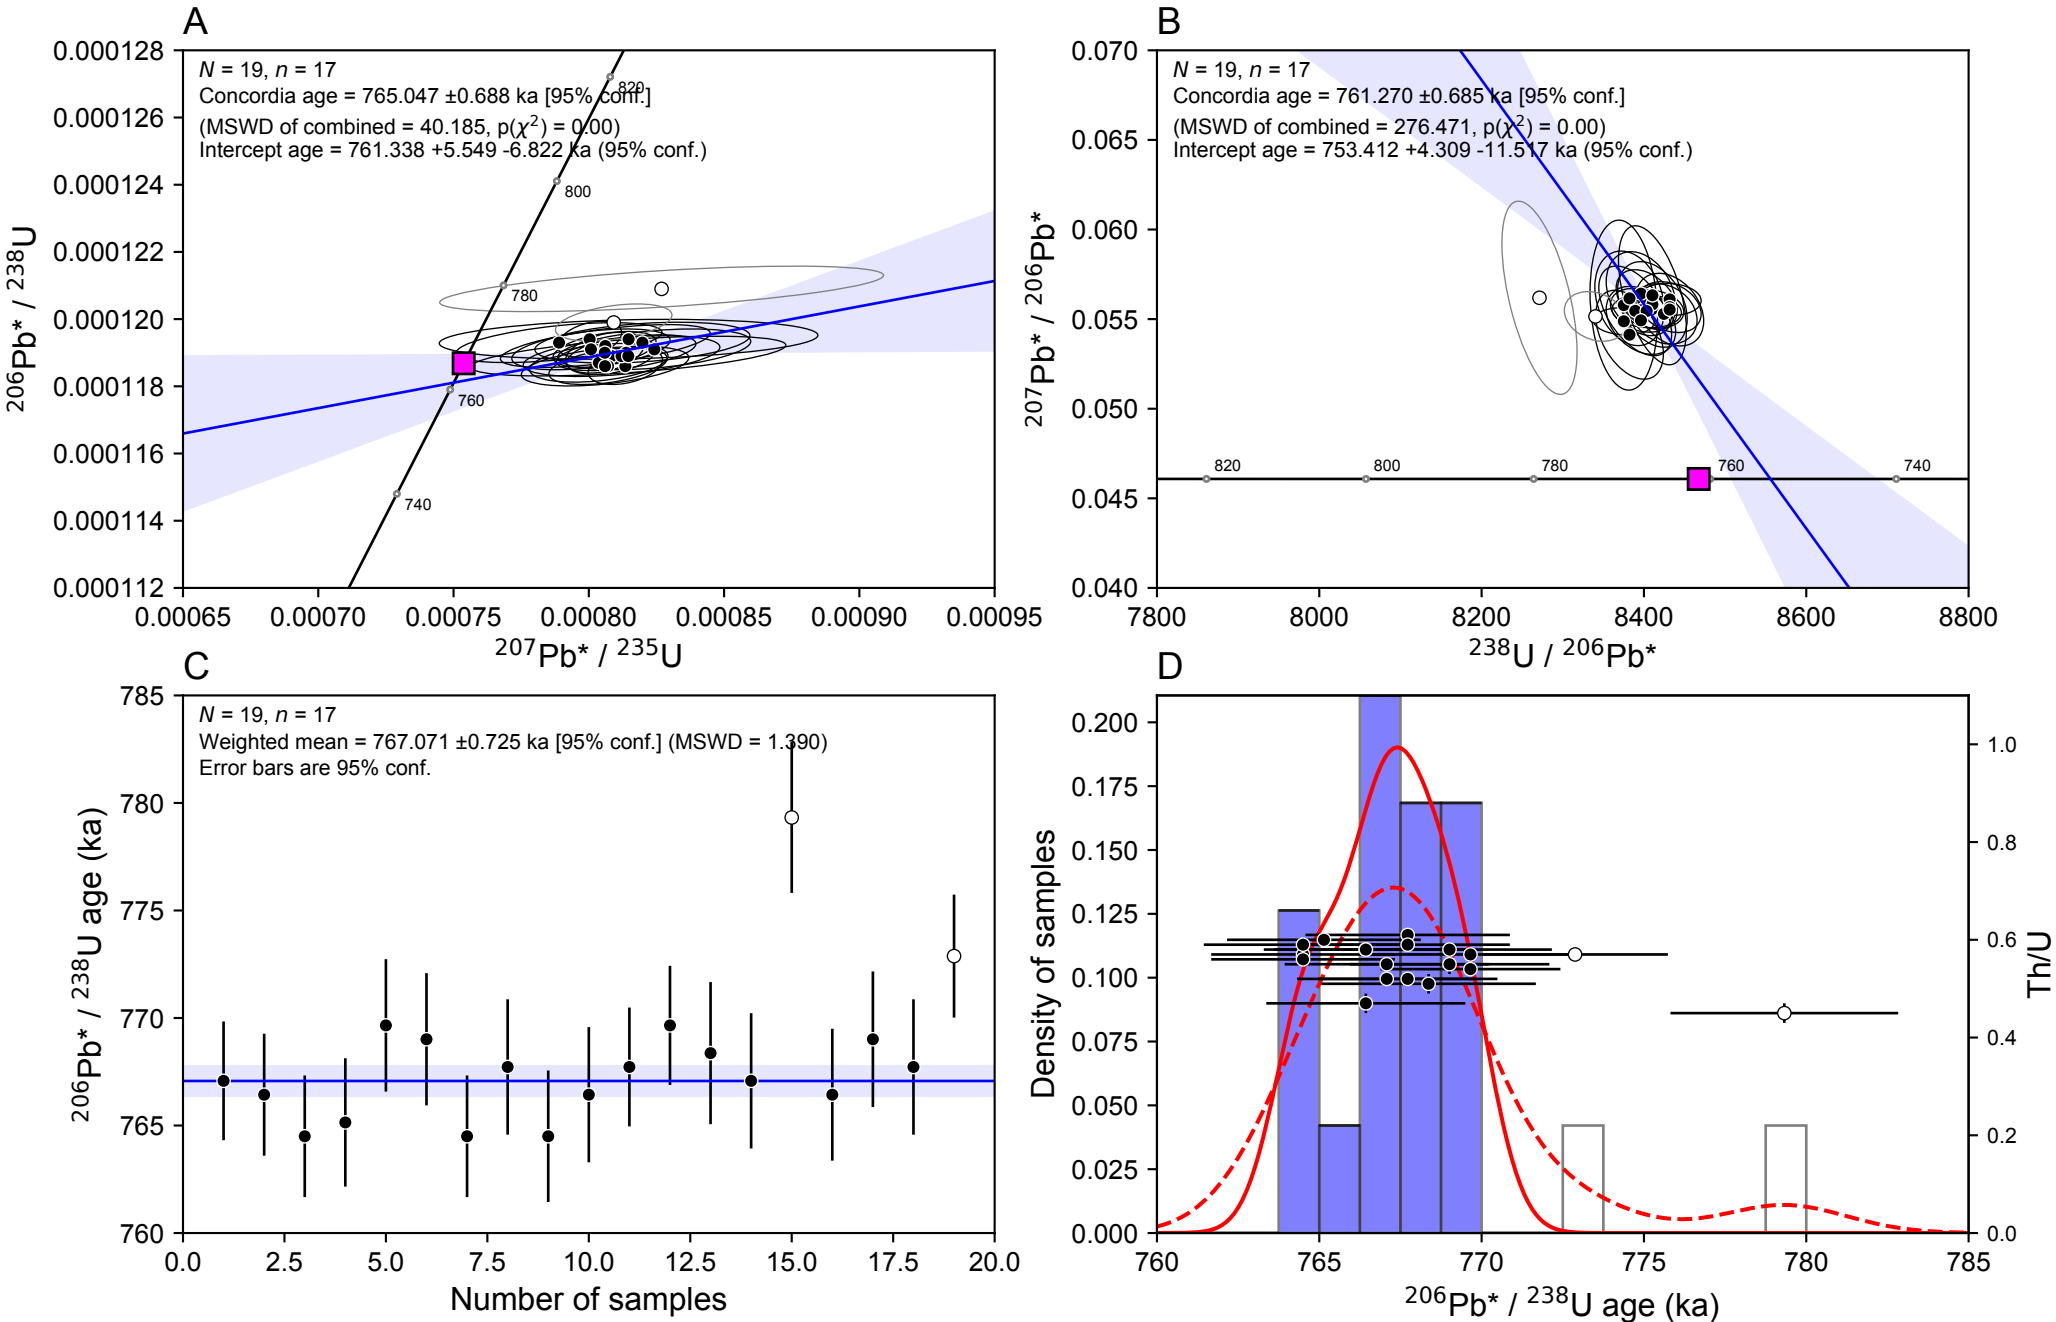 A
0.000128
0.000126
0.000124
0.000122
0.000120
0.000118
0.000116
0.000114
0.000112
²⁰⁶Pb* / ²³⁸U
N = 19, n = 17
Concordia age = 765.047 ±0.688 ka [95% conf.]
(MSWD of combined = 40.185, p(χ²) = 0.00)
Intercept age = 761.338 +5.549 -6.822 ka (95% conf.)
820
800
780
760
740
0.00065 0.00070 0.00075 0.00080 0.00085 0.00090 0.00095
²⁰⁷Pb* / ²³⁵U
B
0.070
0.065
0.060
0.055
0.050
0.045
0.040
²⁰⁷Pb* / ²⁰⁶Pb*
N = 19, n = 17
Concordia age = 761.270 ±0.685 ka [95% conf.]
(MSWD of combined = 276.471, p(χ²) = 0.00)
Intercept age = 753.412 +4.309 -11.517 ka (95% conf.)
820 800 780 760 740
7800 8000 8200 8400 8600 8800
²³⁸U / ²⁰⁶Pb*
C
785
780
775
770
765
760
²⁰⁶Pb* / ²³⁸U age (ka)
N = 19, n = 17
Weighted mean = 767.071 ±0.725 ka [95% conf.] (MSWD = 1.390)
Error bars are 95% conf.
0.0 2.5 5.0 7.5 10.0 12.5 15.0 17.5 20.0
Number of samples
D
0.200
0.175
0.150
0.125
0.100
0.075
0.050
0.025
0.000
Density of samples
1.0
0.8
0.6
0.4
0.2
0.0
Th/U
760 765 770 775 780 785
²⁰⁶Pb* / ²³⁸U age (ka)